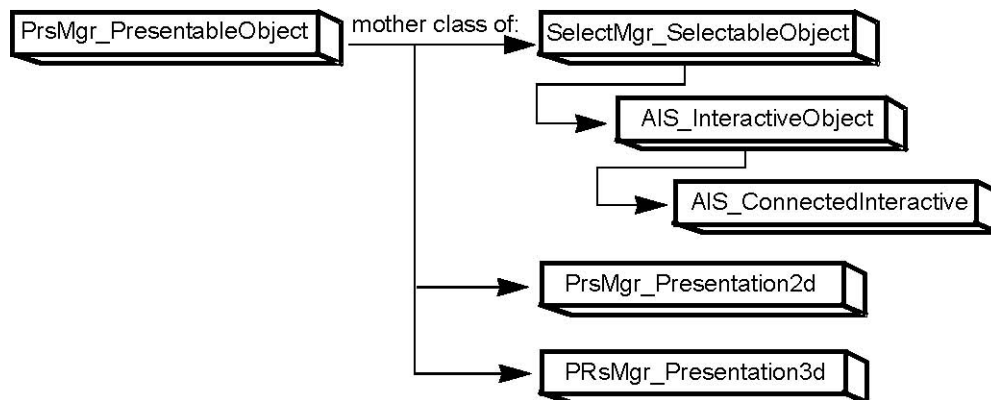 PrsMgr_PresentableObject
mother class of:
SelectMgr_SelectableObject
AIS_InteractiveObject
AIS_ConnectedInteractive
PrsMgr_Presentation2d
PRsMgr_Presentation3d